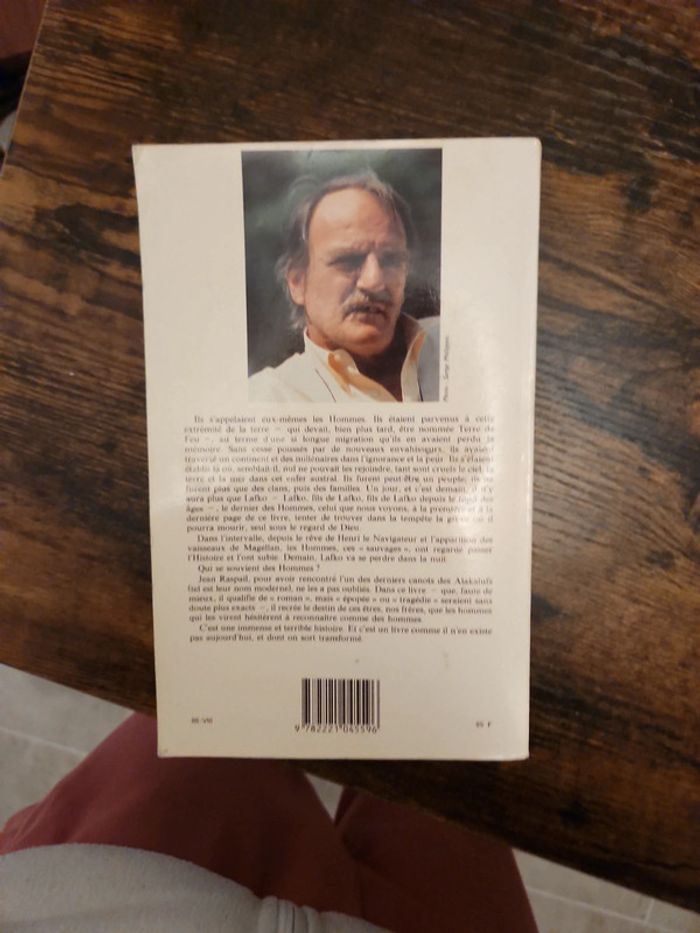 Photo : Serge Philippon.
Ils s'appelaient eux-mêmes les Hommes. Ils étaient parvenus à cette
extrémité de la terre – qui devait, bien plus tard, être nommée Terre de
Feu –, au terme d'une si longue migration qu'ils en avaient perdu la
mémoire. Sans cesse poussés par de nouveaux envahisseurs, ils avaient
traversé un continent et des millénaires dans l'ignorance et la peur. Ils s'étaient
établis là où, semblait-il, nul ne pouvait les rejoindre, tant sont cruels le ciel, la
terre et la mer dans cet enfer austral. Ils furent peut-être un peuple, ils ne
furent plus que des clans, puis des familles. Un jour, et c'est demain, il n'y
aura plus que Lafko – Lafko, fils de Lafko, fils de Lafko depuis le fond des
âges –, le dernier des Hommes, celui que nous voyons, à la première et à la
dernière page de ce livre, tenter de trouver dans la tempête la grève où il
pourra mourir, seul sous le regard de Dieu.
Dans l'intervalle, depuis le rêve de Henri le Navigateur et l'apparition des
vaisseaux de Magellan, les Hommes, ces « sauvages », ont regardé passer
l'Histoire et l'ont subie. Demain, Lafko va se perdre dans la nuit.
Qui se souvient des Hommes ?
Jean Raspail, pour avoir rencontré l'un des derniers canots des Alakalufs
(tel est leur nom moderne), ne les a pas oubliés. Dans ce livre – que, faute de
mieux, il qualifie de « roman », mais « épopée » ou « tragédie » seraient sans
doute plus exacts –, il recrée le destin de ces êtres, nos frères, que les hommes
qui les virent hésitèrent à reconnaître comme des hommes.
C'est une immense et terrible histoire. Et c'est un livre comme il n'en existe
pas aujourd'hui, et dont on sort transformé.
9 782221 045596